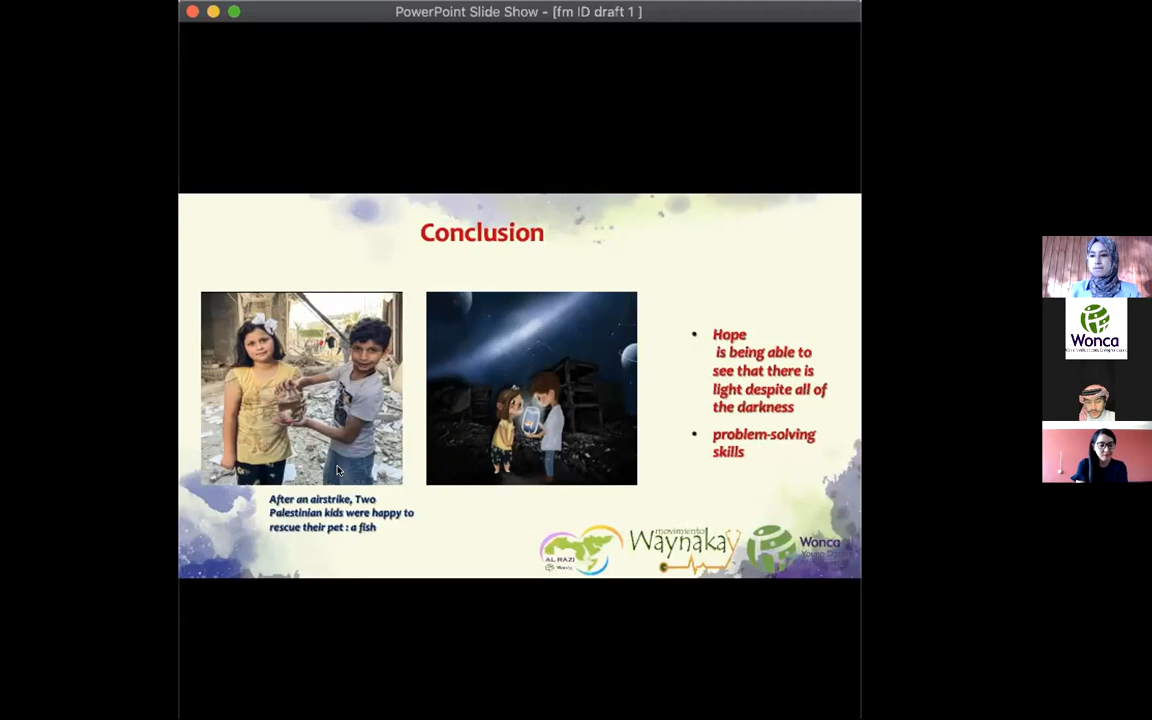 PowerPoint Slide Show - [fm ID draft 1 ]
Conclusion
• Hope
is being able to
see that there is
light despite all of
the darkness
• problem-solving
skills
After an airstrike, Two
Palestinian kids were happy to
rescue their pet : a fish
AL RAZI
movimiento
Waynakay
Wonca
Young
Wonca